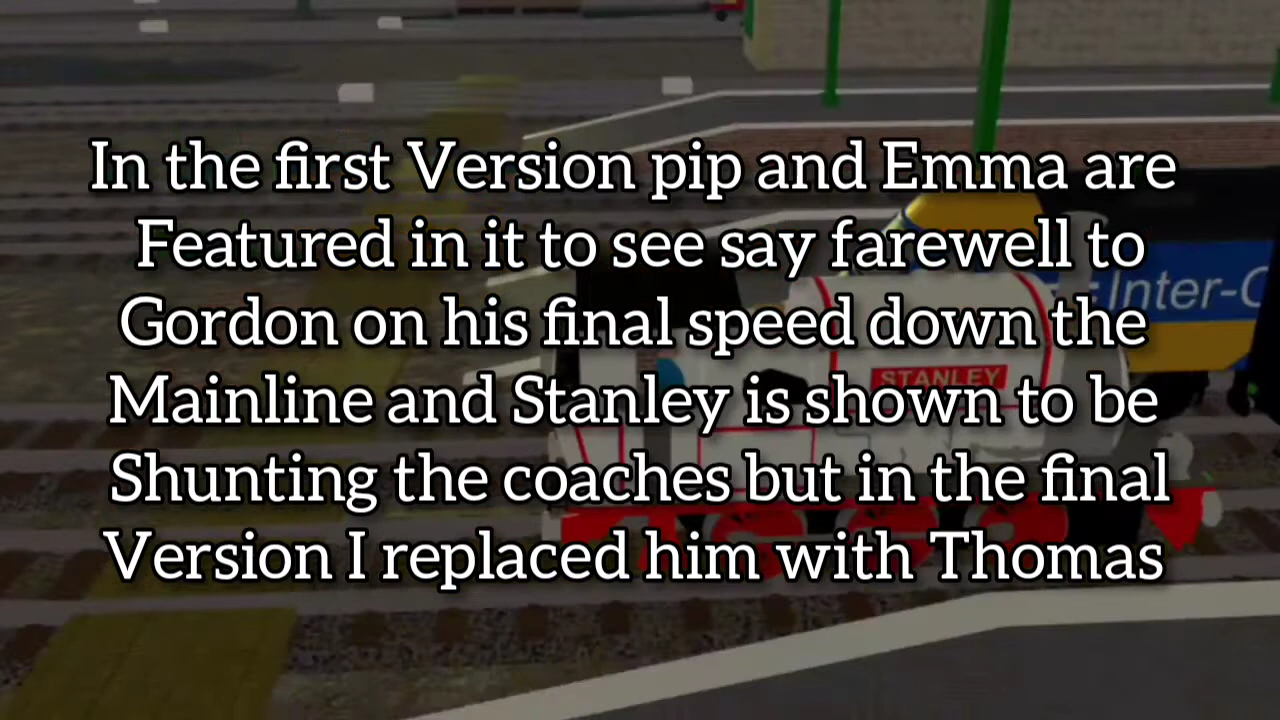 In the first Version pip and Emma are
Featured in it to see say farewell to
Gordon on his final speed down the
Mainline and Stanley is shown to be
Shunting the coaches but in the final
Version I replaced him with Thomas
Inter-C
STANLEY